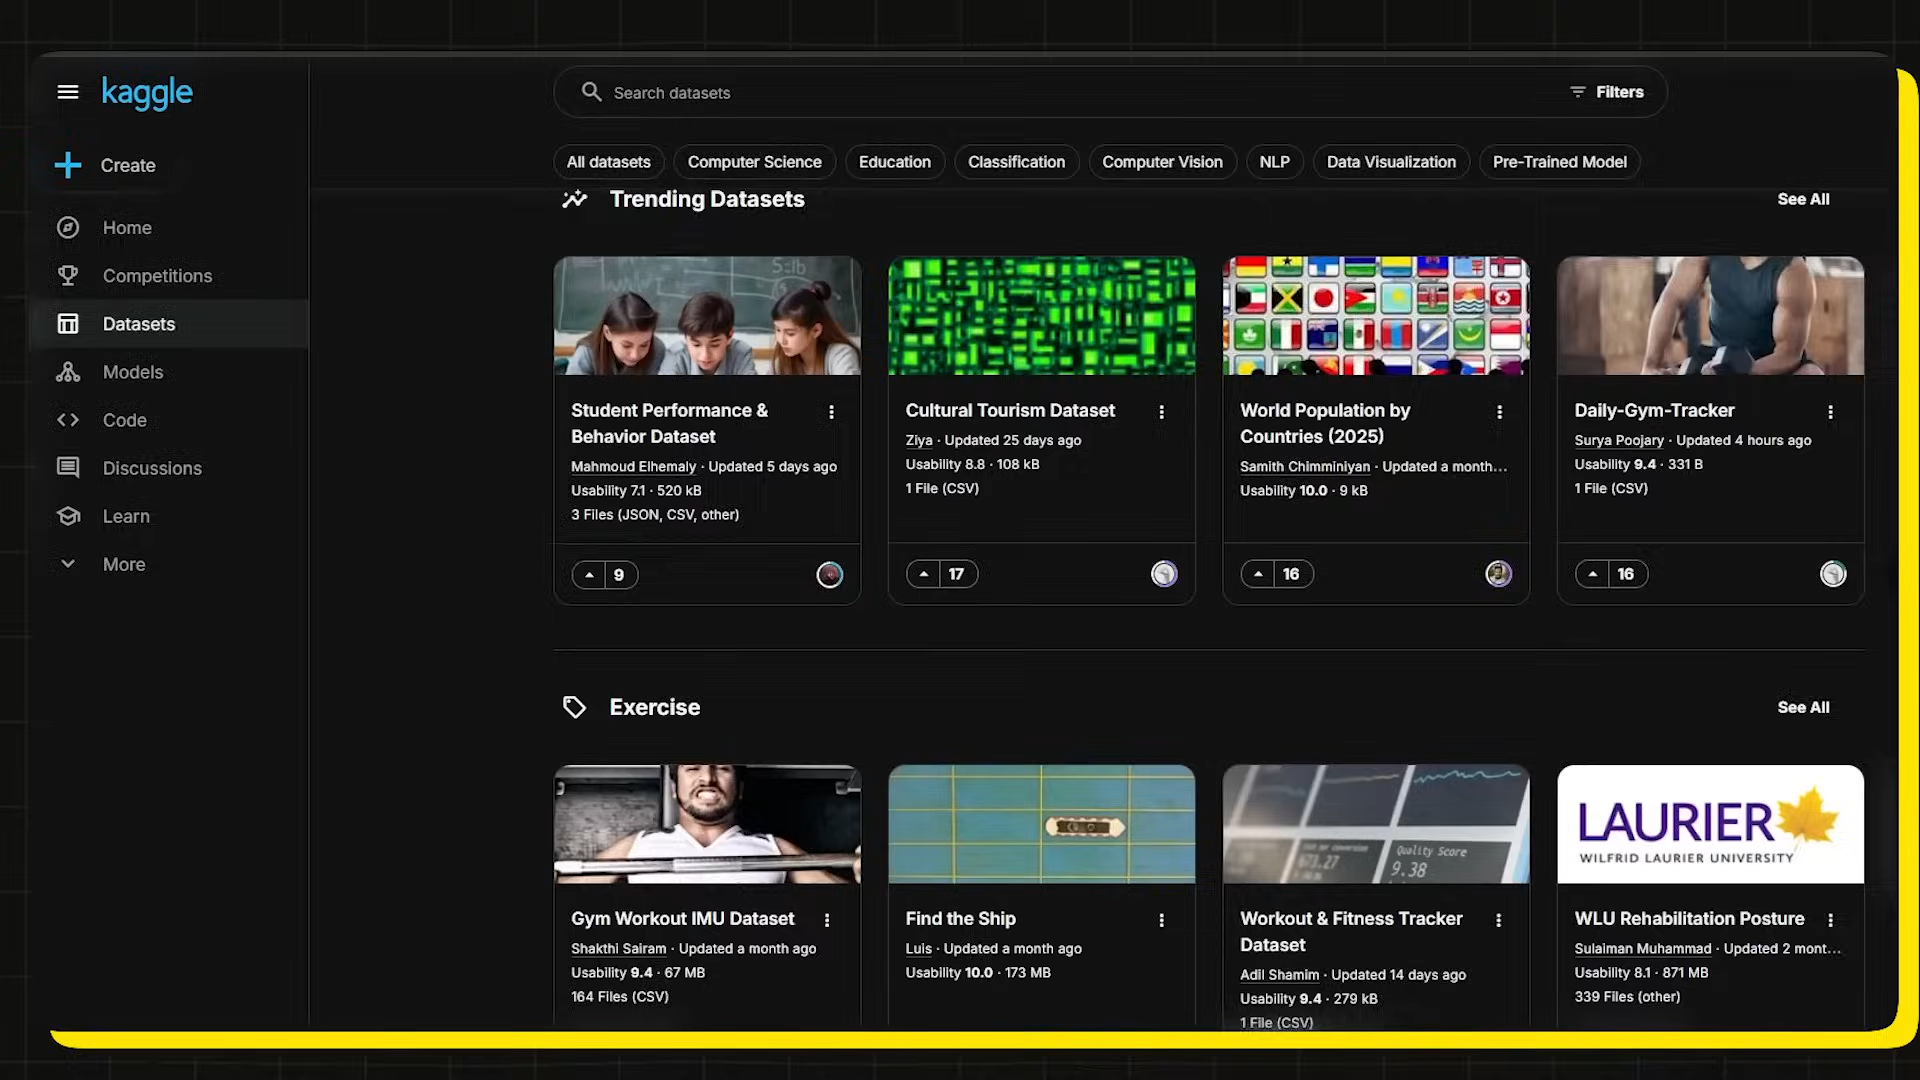 kaggle
Search datasets
Filters
Create
Home
Competitions
Datasets
Models
Code
Discussions
Learn
More
All datasets
Computer Science
Education
Classification
Computer Vision
NLP
Data Visualization
Pre-Trained Model
Trending Datasets
See All
Student Performance &
Behavior Dataset
Mahmoud Elhemaly · Updated 5 days ago
Usability 7.1 · 520 kB
3 Files (JSON, CSV, other)
9
Cultural Tourism Dataset
Ziya · Updated 25 days ago
Usability 8.8 · 108 kB
1 File (CSV)
17
World Population by
Countries (2025)
Samith Chimminiyan · Updated a month...
Usability 10.0 · 9 kB
16
Daily-Gym-Tracker
Surya Poojary · Updated 4 hours ago
Usability 9.4 · 331 B
1 File (CSV)
16
Exercise
See All
Gym Workout IMU Dataset
Shakthi Sairam · Updated a month ago
Usability 9.4 · 67 MB
164 Files (CSV)
Find the Ship
Luis · Updated a month ago
Usability 10.0 · 173 MB
Quality Score
673.27
9.38
Workout & Fitness Tracker
Dataset
Adil Shamim · Updated 14 days ago
Usability 9.4 · 279 kB
1 File (CSV)
LAURIER
WILFRID LAURIER UNIVERSITY
WLU Rehabilitation Posture
Sulaiman Muhammad · Updated 2 mont...
Usability 8.1 · 871 MB
339 Files (other)